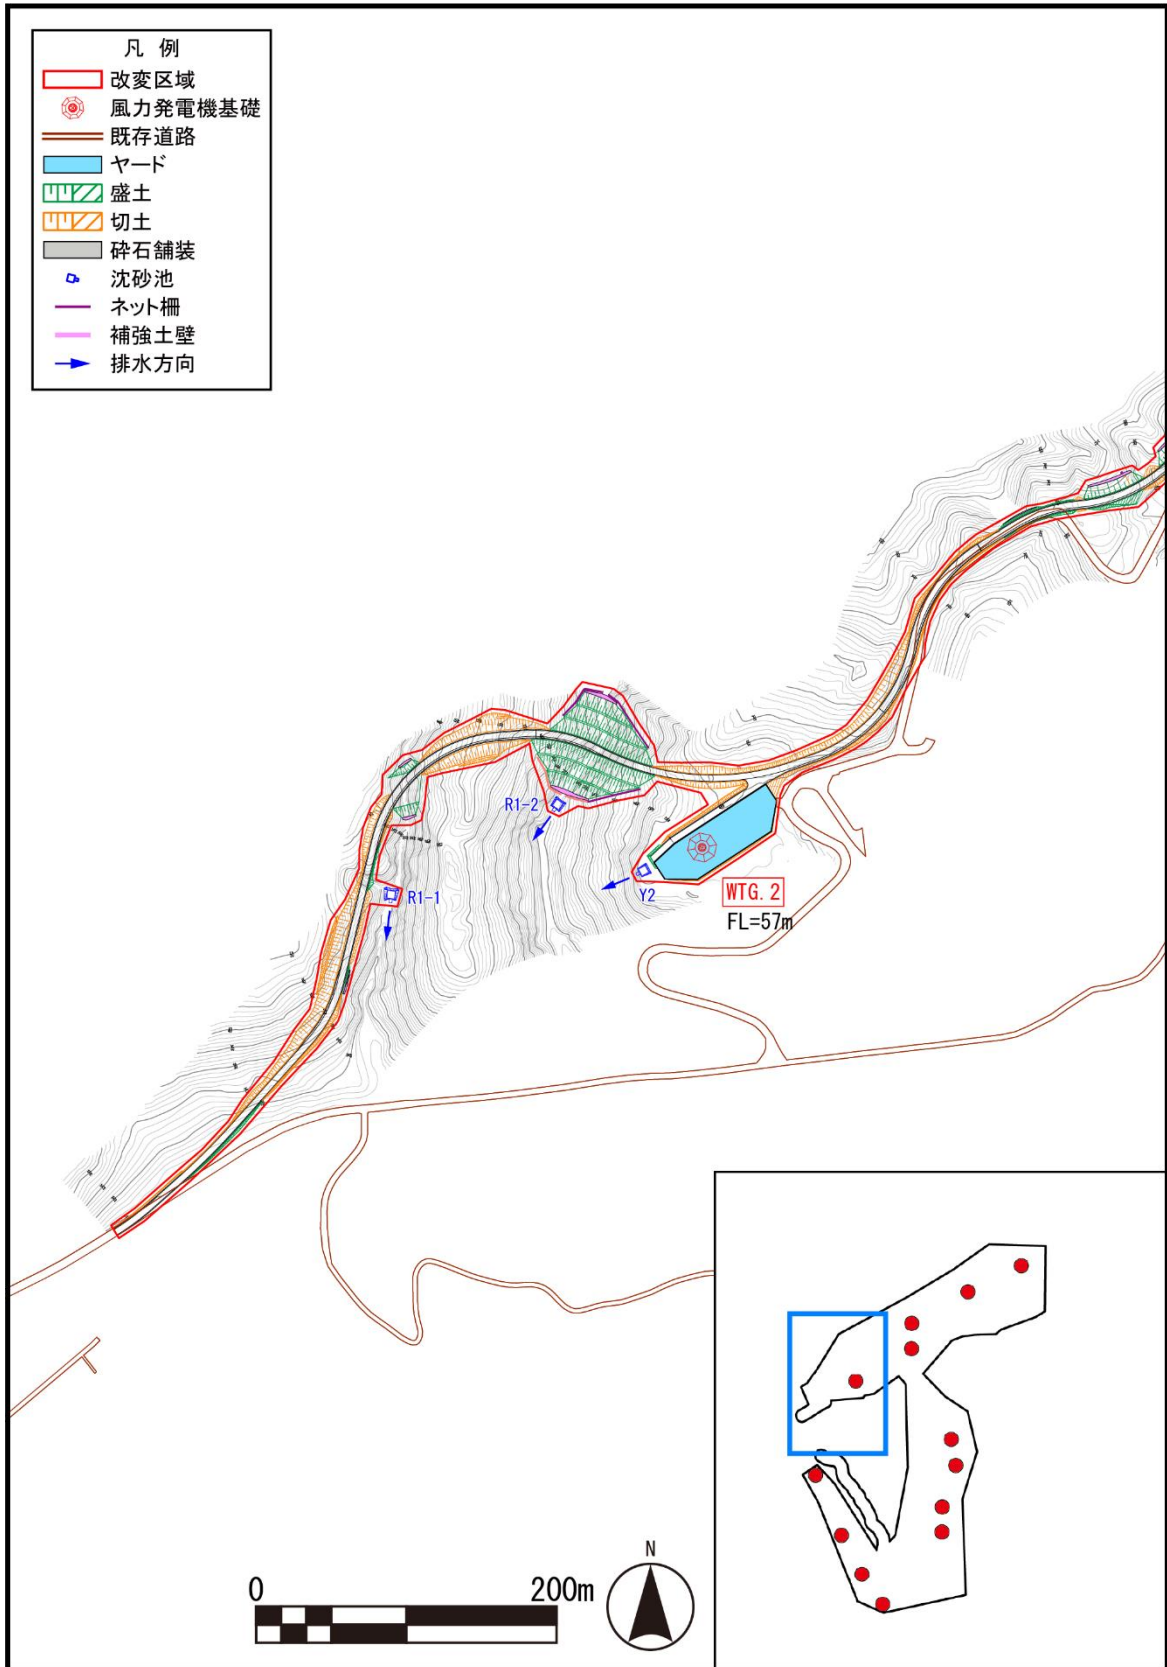 凡 例
改変区域
風力発電機基礎
既存道路
ヤード
盛土
切土
砕石舗装
沈砂池
ネット柵
補強土壁
排水方向
R1-2
R1-1
Y2
WTG. 2
FL=57m
0 200m
N